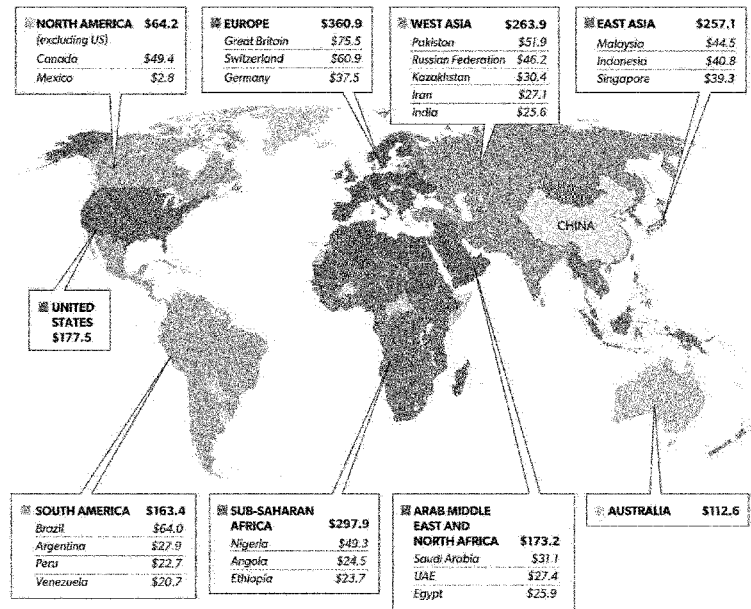 NORTH AMERICA $64.2
(excluding US)
Canada $49.4
Mexico $2.8
EUROPE $360.9
Great Britain $75.5
Switzerland $60.9
Germany $37.5
WEST ASIA $263.9
Pakistan $51.9
Russian Federation $46.2
Kazakhstan $30.4
Iran $27.1
India $25.6
EAST ASIA $257.1
Malaysia $44.5
Indonesia $40.8
Singapore $39.3
CHINA
UNITED
STATES
$177.5
SOUTH AMERICA $163.4
Brazil $64.0
Argentina $27.9
Peru $22.7
Venezuela $20.7
SUB-SAHARAN
AFRICA $297.9
Nigeria $49.3
Angola $24.5
Ethiopia $23.7
ARAB MIDDLE
EAST AND
NORTH AFRICA $173.2
Saudi Arabia $31.1
UAE $27.4
Egypt $25.9
AUSTRALIA $112.6